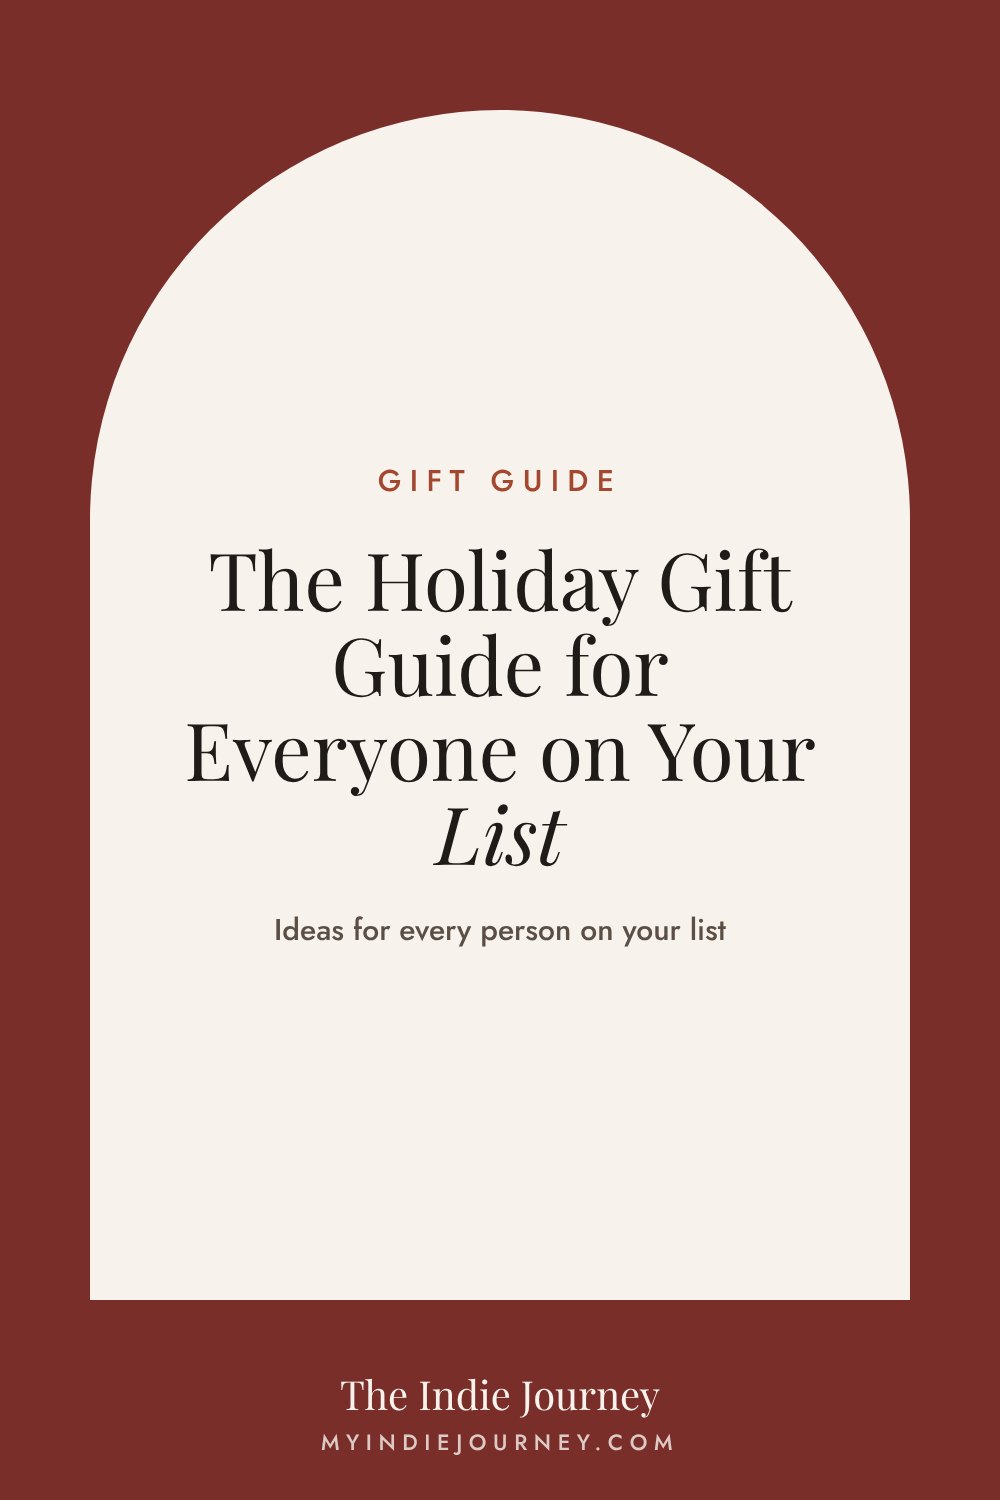 GIFT GUIDE
The Holiday Gift
Guide for
Everyone on Your
List
Ideas for every person on your list
The Indie Journey
MYINDIEJOURNEY.COM